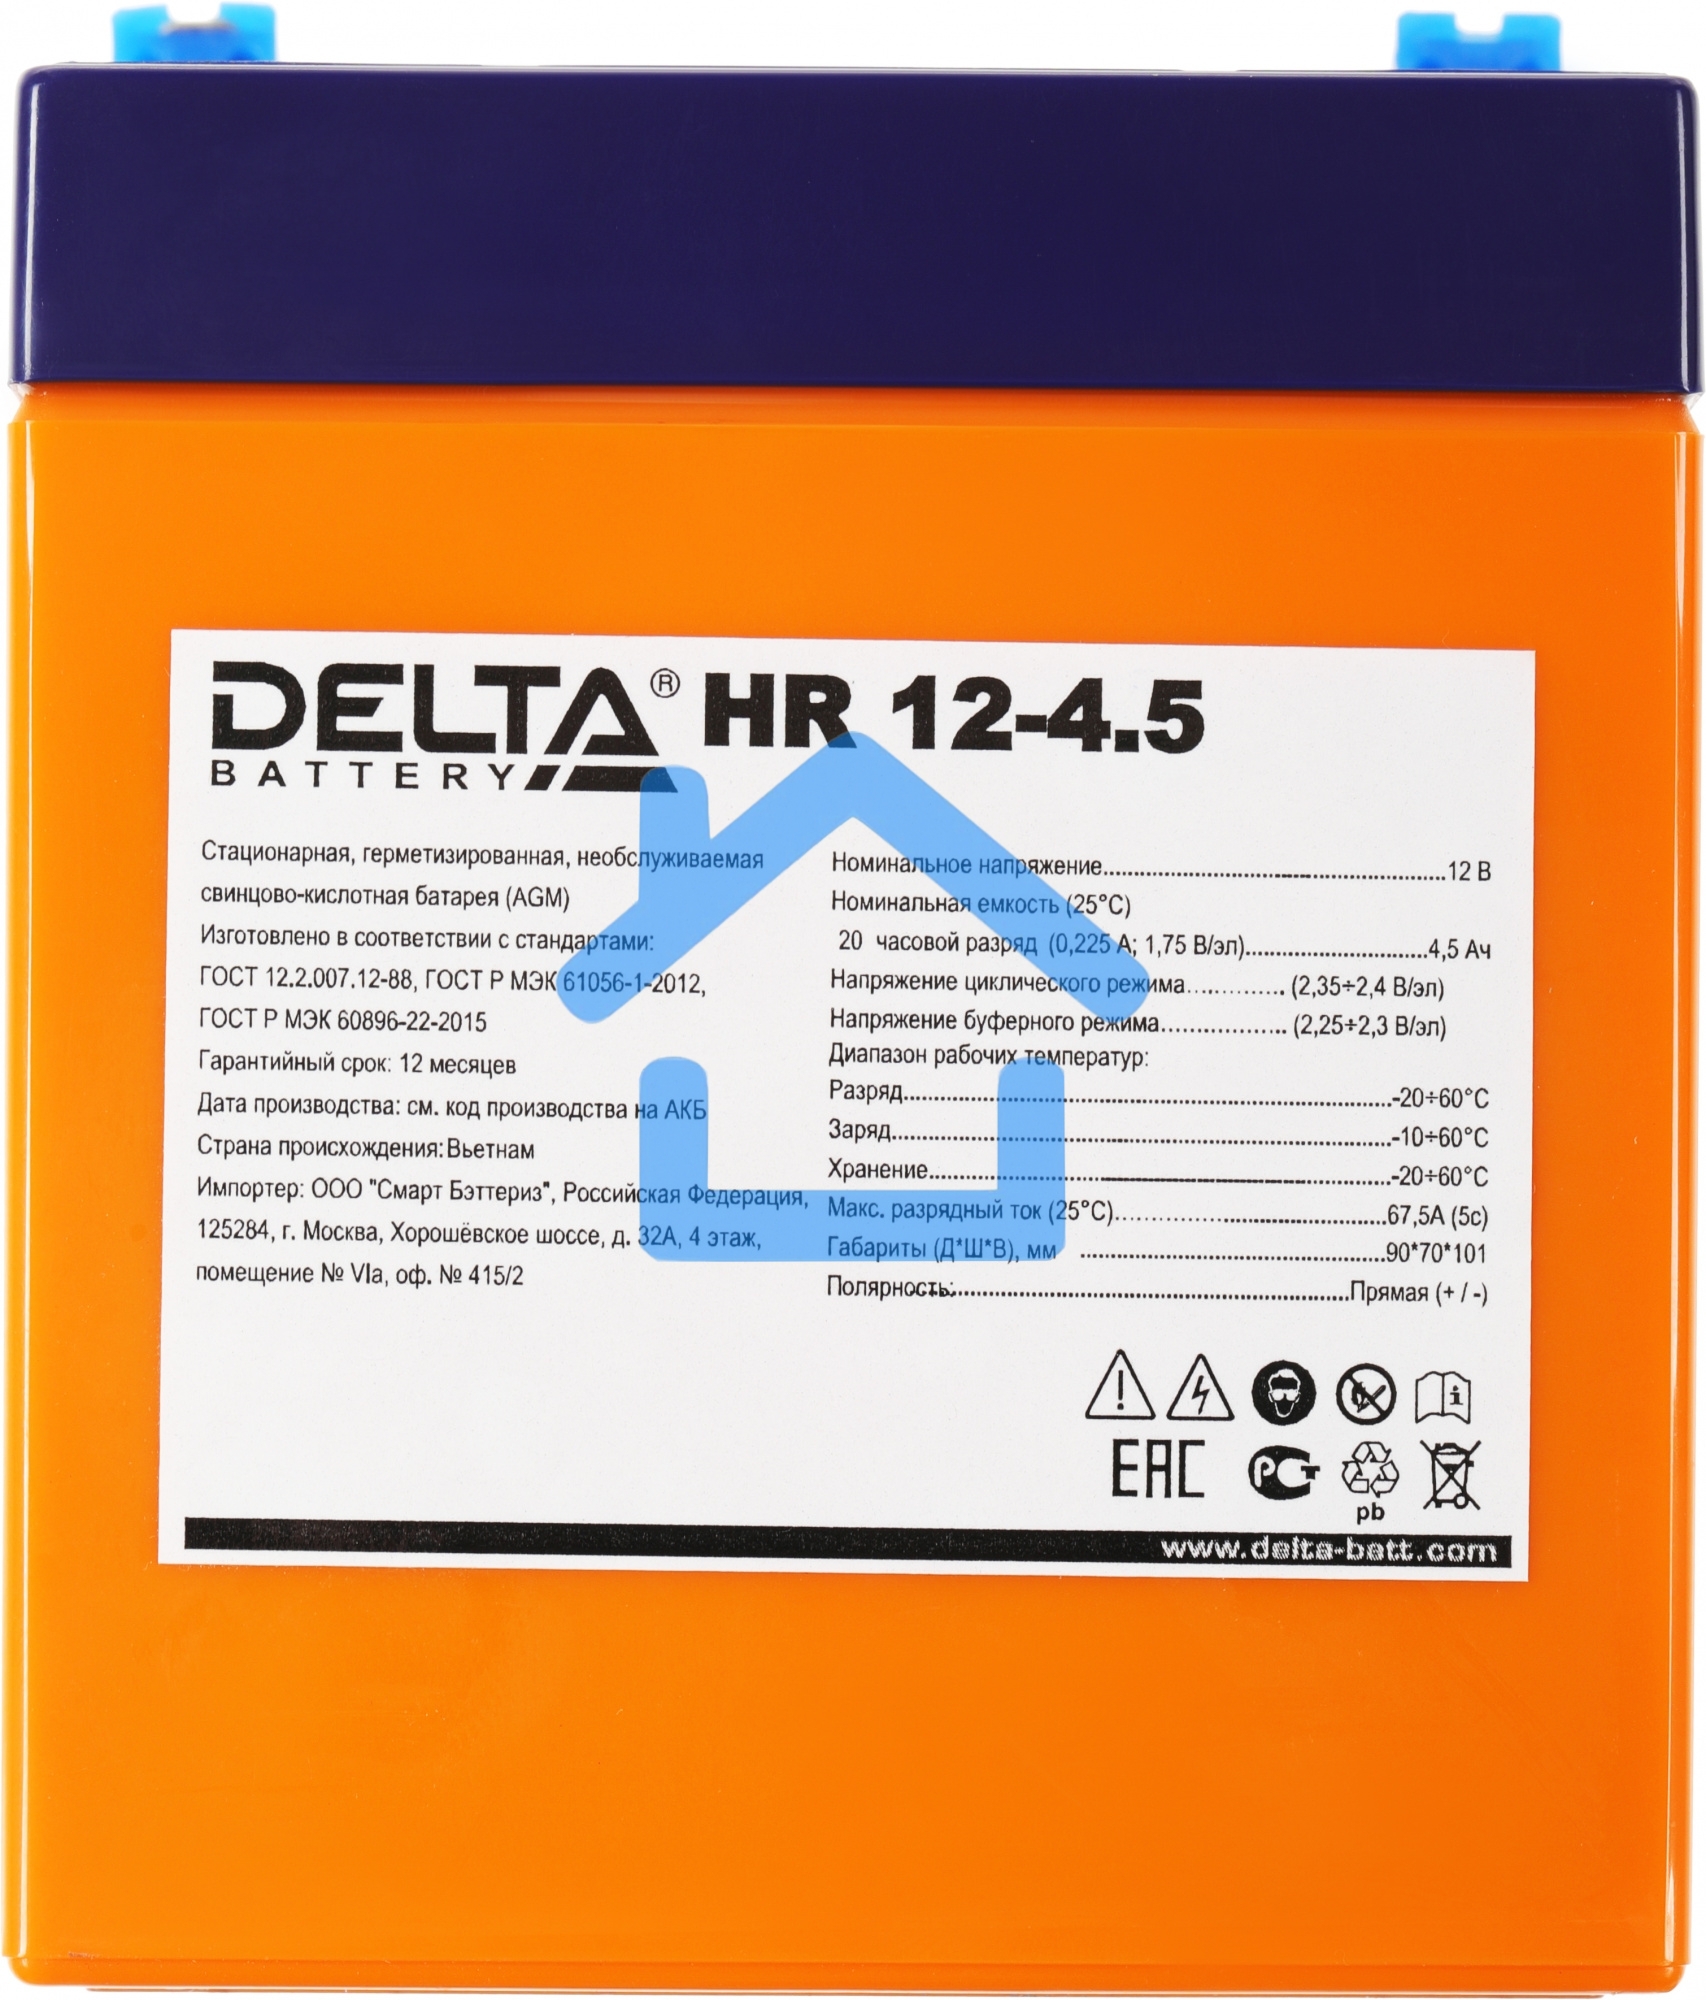 DELTA® HR 12-4.5
BATTERY
Стационарная, герметизированная, необслуживаемая
свинцово-кислотная батарея (AGM)
Изготовлено в соответствии с стандартами:
ГОСТ 12.2.007.12-88, ГОСТ Р МЭК 61056-1-2012,
ГОСТ Р МЭК 60896-22-2015
Гарантийный срок: 12 месяцев
Дата производства: см. код производства на АКБ
Страна происхождения: Вьетнам
Импортер: ООО "Смарт Бэттериз", Российская Федерация,
125284, г. Москва, Хорошёвское шоссе, д. 32А, 4 этаж,
помещение № VIa, оф. № 415/2
Номинальное напряжение....................12 В
Номинальная емкость (25°С)
20 часовой разряд (0,225 А; 1,75 В/эл)....................4,5 Ач
Напряжение циклического режима............ (2,35÷2,4 В/эл)
Напряжение буферного режима............ (2,25÷2,3 В/эл)
Диапазон рабочих температур:
Разряд....................-20÷60°С
Заряд....................-10÷60°С
Хранение....................-20÷60°С
Макс. разрядный ток (25°С)....................67,5А (5с)
Габариты (Д*Ш*В), мм ....................90*70*101
Полярность:....................Прямая (+ / -)
ЕАС РСТ
pb
www.delta-batt.com